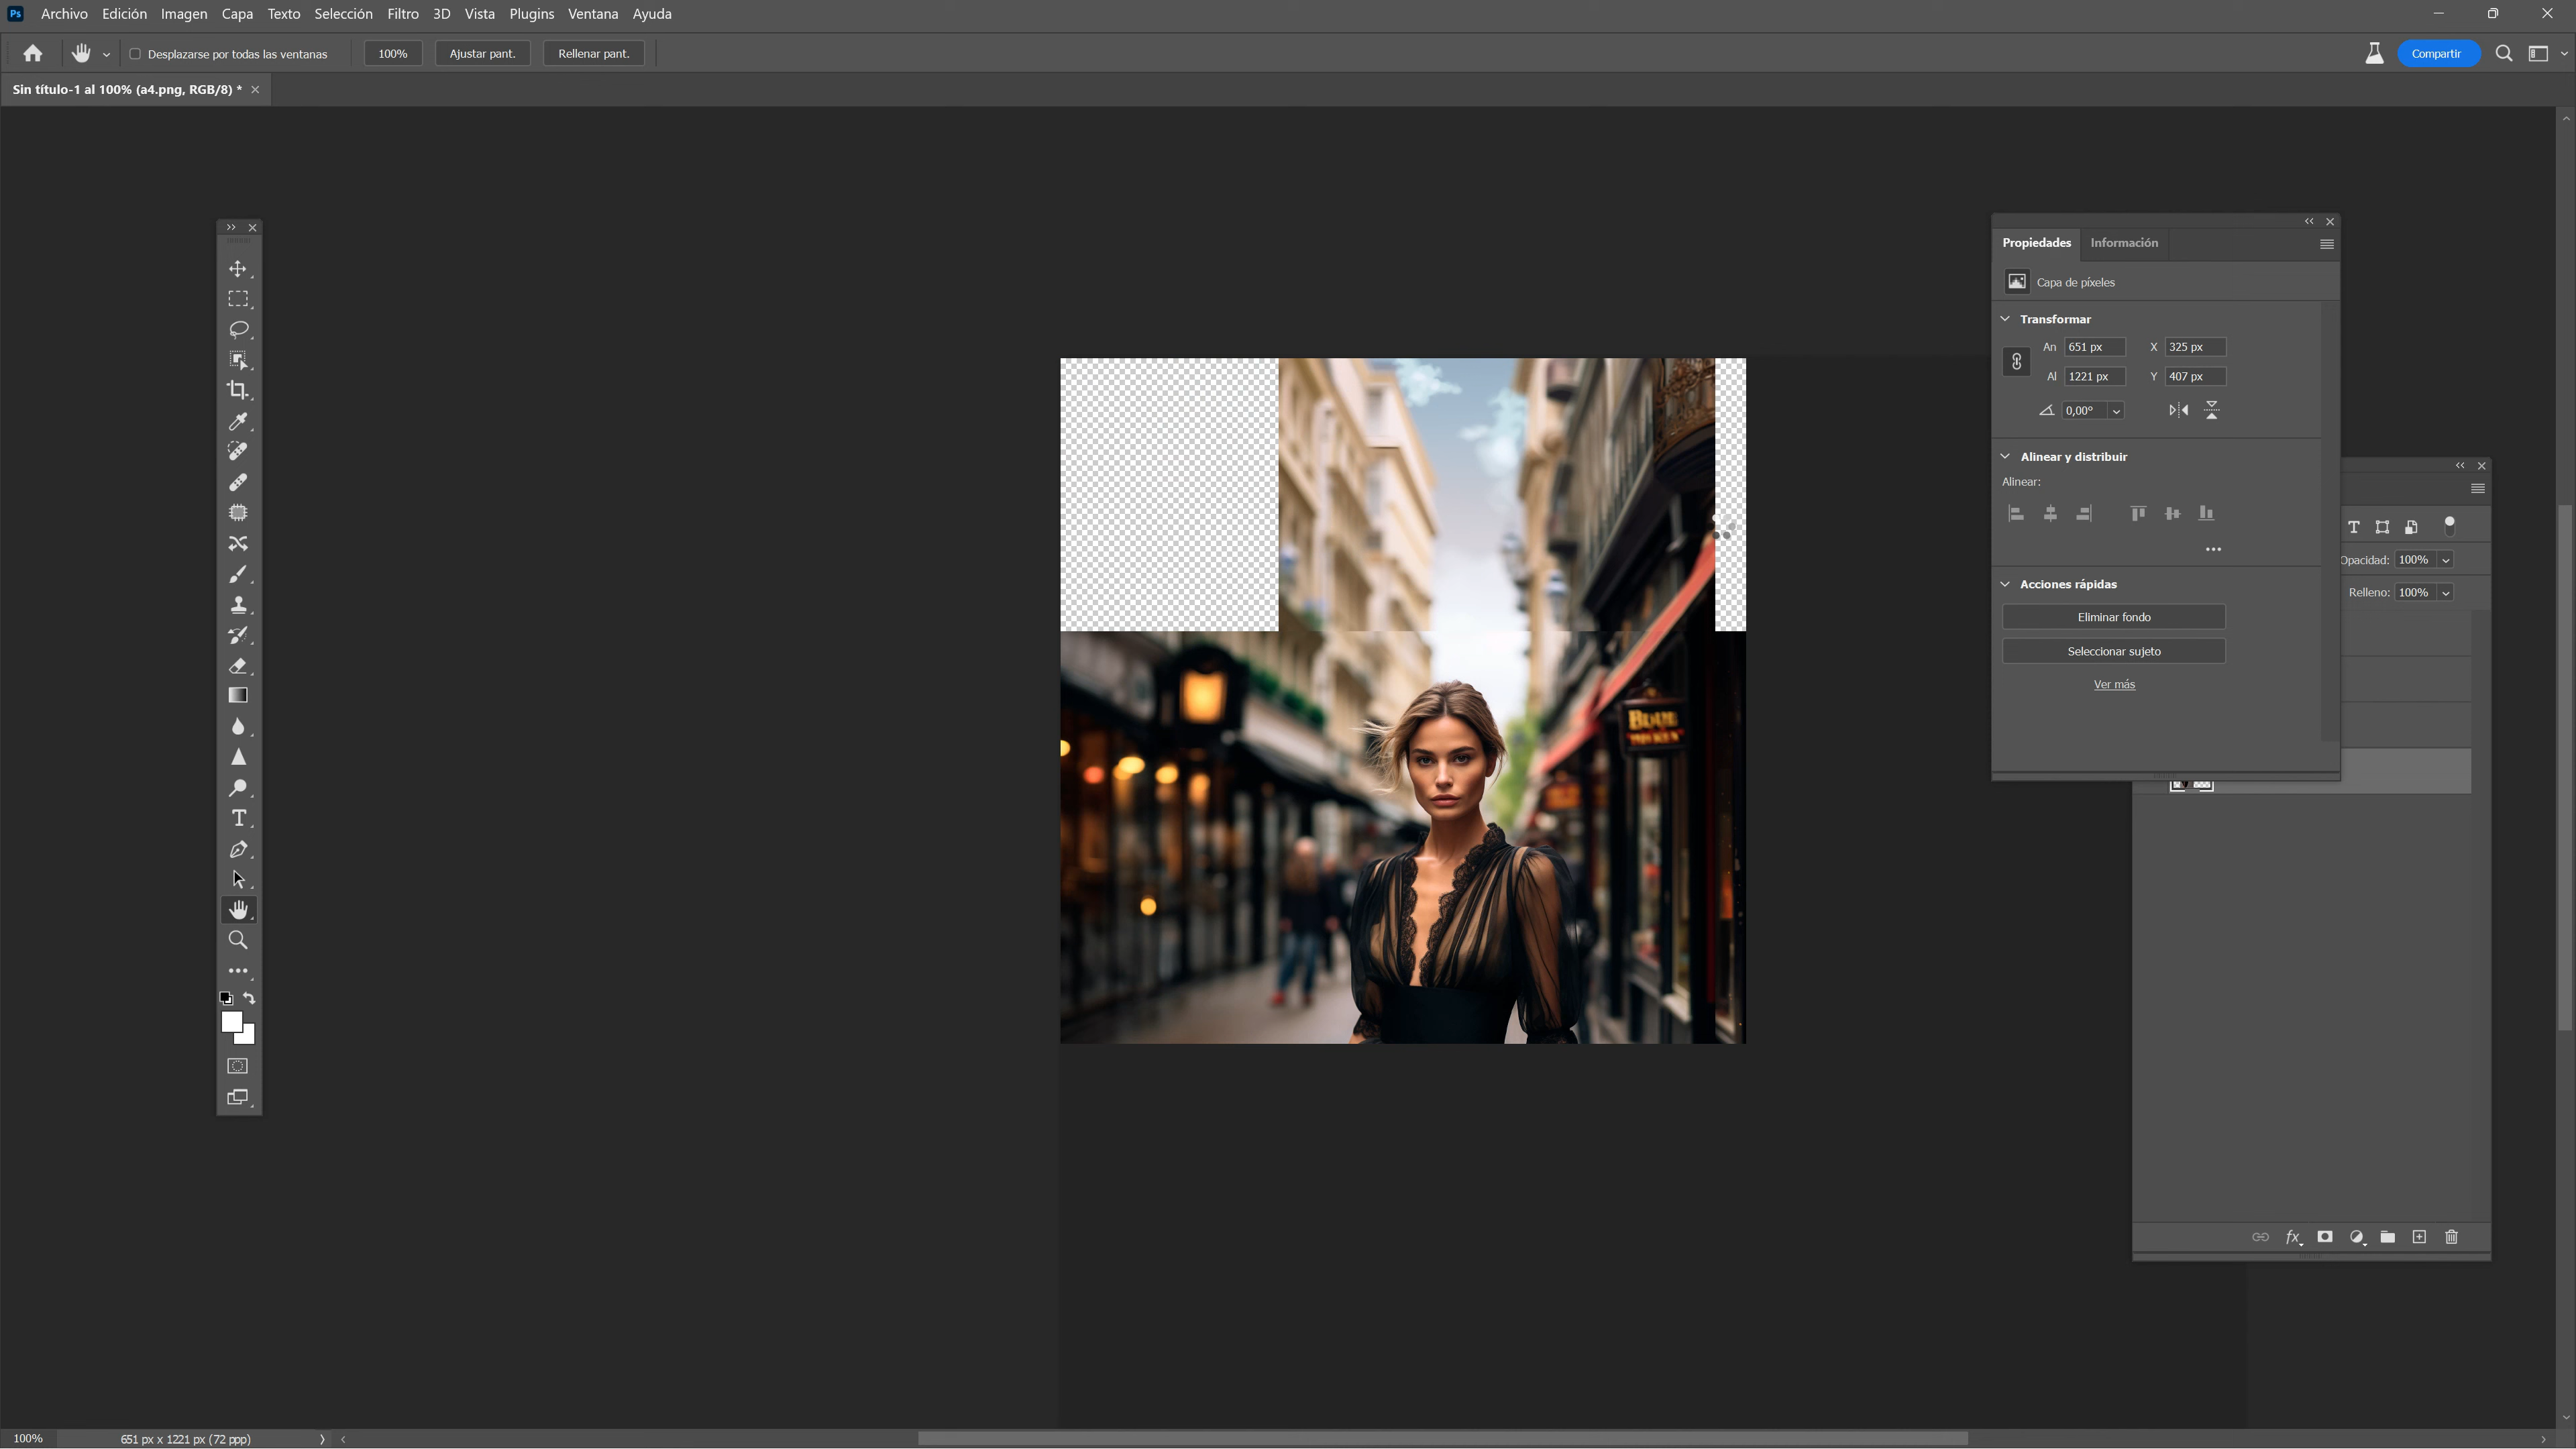 Ps Archivo Edición Imagen Capa Texto Selección Filtro 3D Vista Plugins Ventana Ayuda
Desplazarse por todas las ventanas 100% Ajustar pant. Rellenar pant. Compartir
Sin título-1 al 100% (a4.png, RGB/8) *
Propiedades Información
Capa de píxeles
Transformar
An 651 px X 325 px
Al 1221 px Y 407 px
0,00°
Alinear y distribuir
Alinear:
Opacidad: 100%
Acciones rápidas
Relleno: 100%
Eliminar fondo
Seleccionar sujeto
Ver más
fx
100% 651 px x 1221 px (72 ppp)